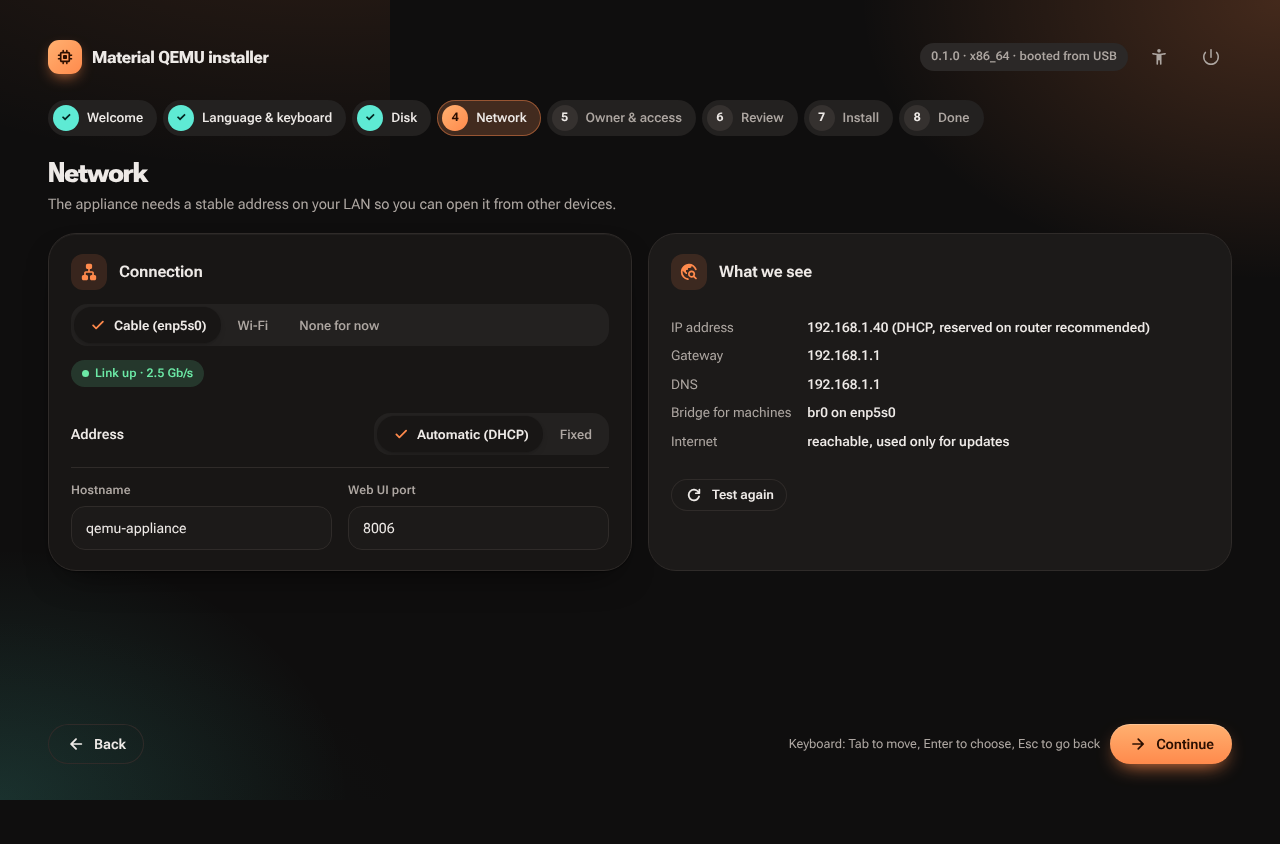 Material QEMU installer
0.1.0 · x86_64 · booted from USB
Welcome
Language & keyboard
Disk
4 Network
5 Owner & access
6 Review
7 Install
8 Done
Network
The appliance needs a stable address on your LAN so you can open it from other devices.
Connection
Cable (enp5s0) Wi-Fi None for now
Link up · 2.5 Gb/s
Address Automatic (DHCP) Fixed
Hostname Web UI port
qemu-appliance 8006
What we see
IP address 192.168.1.40 (DHCP, reserved on router recommended)
Gateway 192.168.1.1
DNS 192.168.1.1
Bridge for machines br0 on enp5s0
Internet reachable, used only for updates
Test again
Back
Keyboard: Tab to move, Enter to choose, Esc to go back
Continue